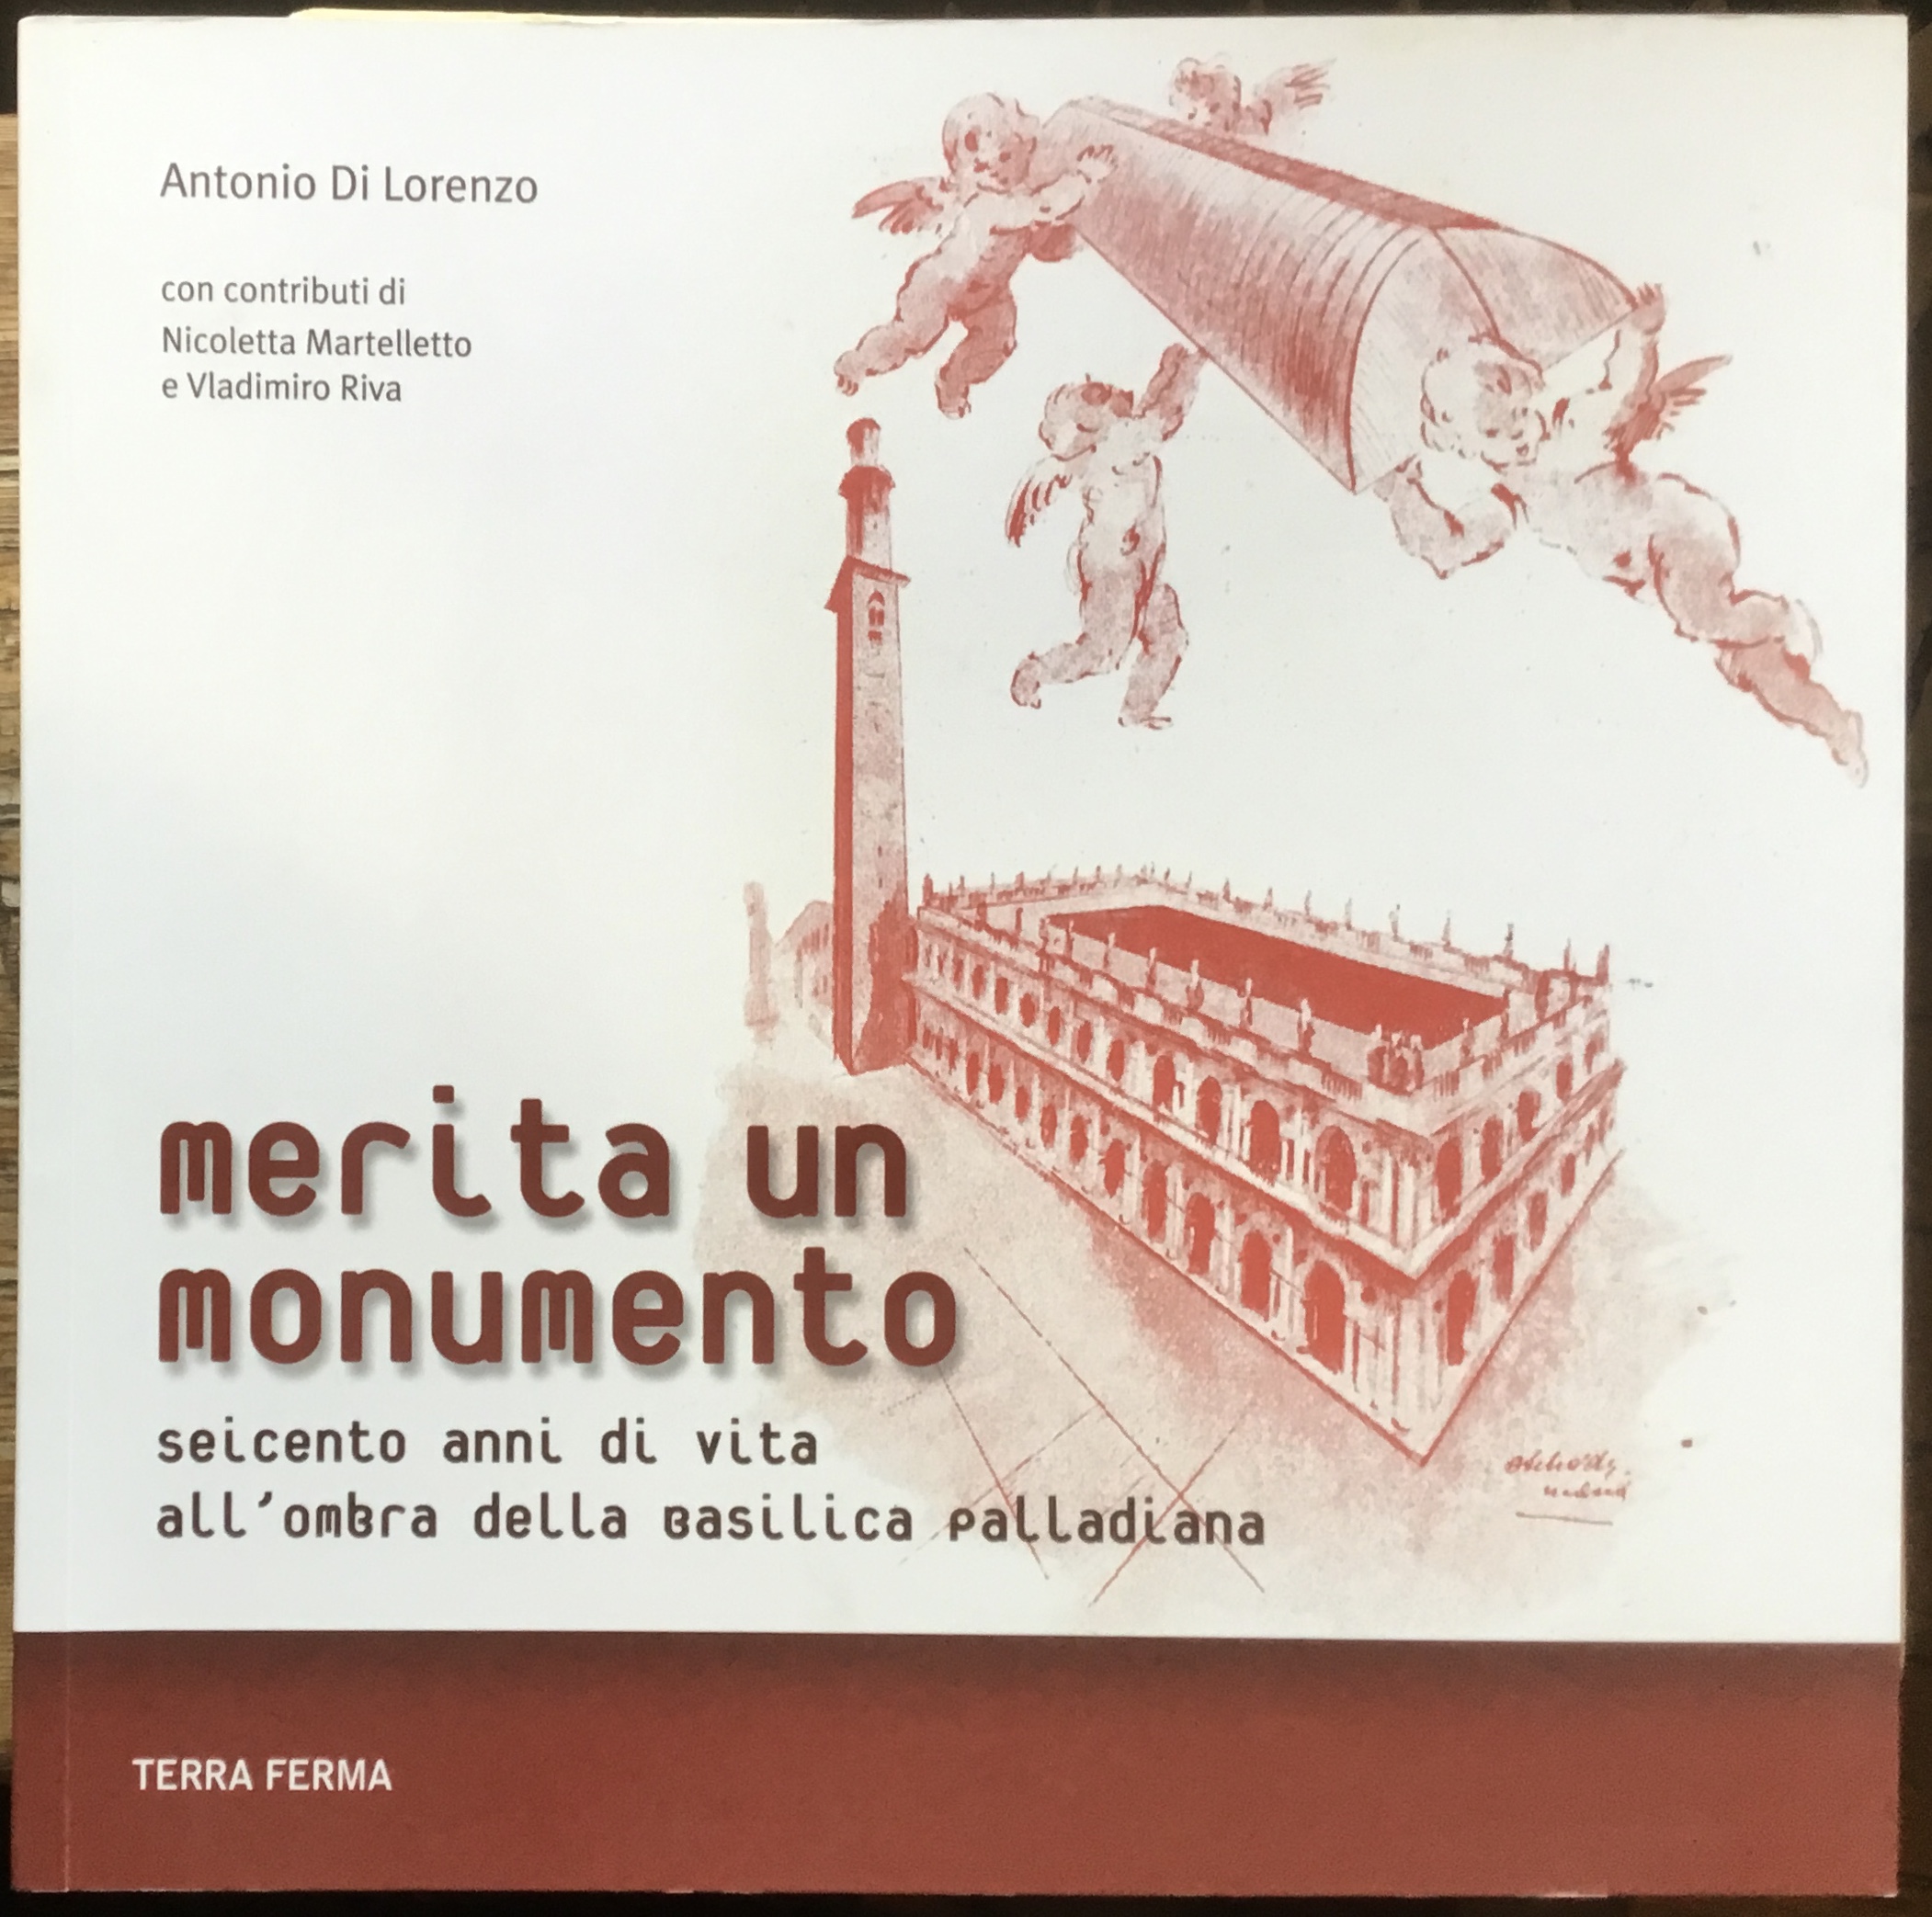 Antonio Di Lorenzo
con contributi di
Nicoletta Martelletto
e Vladimiro Riva
merita un
monumento
seicento anni di vita
all'ombra della Basilica Palladiana
TERRA FERMA